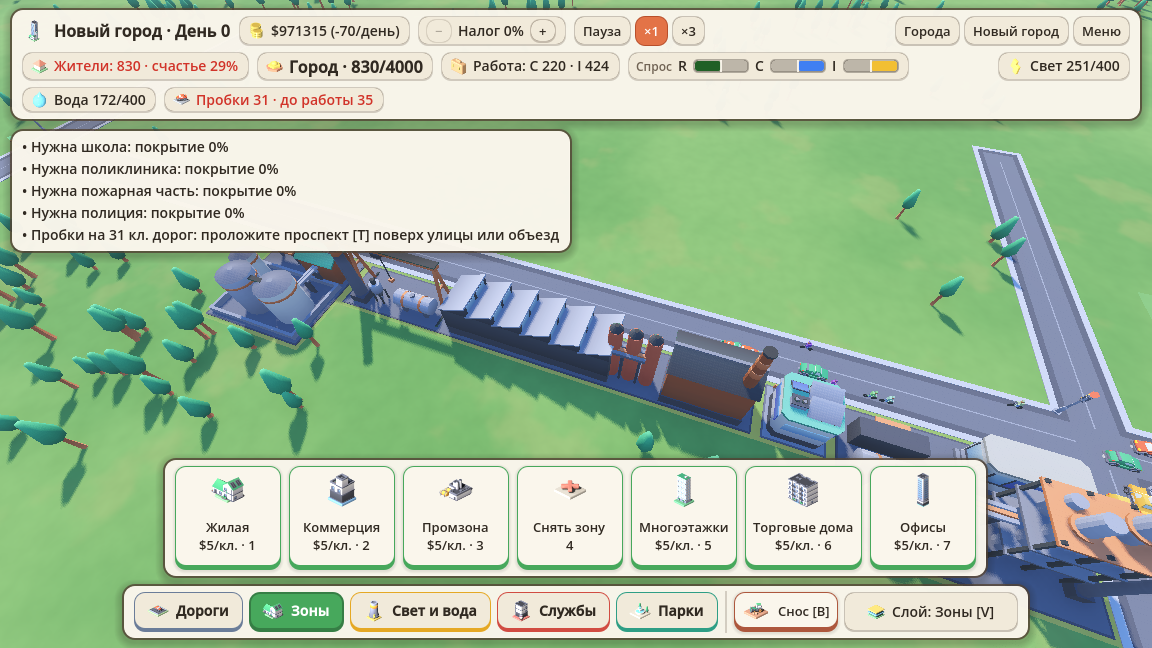 Новый город · День 0
$971315 (-70/день)
− Налог 0% +
Пауза
×1
×3
Города
Новый город
Меню
Жители: 830 · счастье 29%
Город · 830/4000
Работа: C 220 · I 424
Спрос R C I
Свет 251/400
Вода 172/400
Пробки 31 · до работы 35
• Нужна школа: покрытие 0%
• Нужна поликлиника: покрытие 0%
• Нужна пожарная часть: покрытие 0%
• Нужна полиция: покрытие 0%
• Пробки на 31 кл. дорог: проложите проспект [T] поверх улицы или объезд
Жилая
$5/кл. · 1
Коммерция
$5/кл. · 2
Промзона
$5/кл. · 3
Снять зону
4
Многоэтажки
$5/кл. · 5
Торговые дома
$5/кл. · 6
Офисы
$5/кл. · 7
Дороги
Зоны
Свет и вода
Службы
Парки
Снос [B]
Слой: Зоны [V]